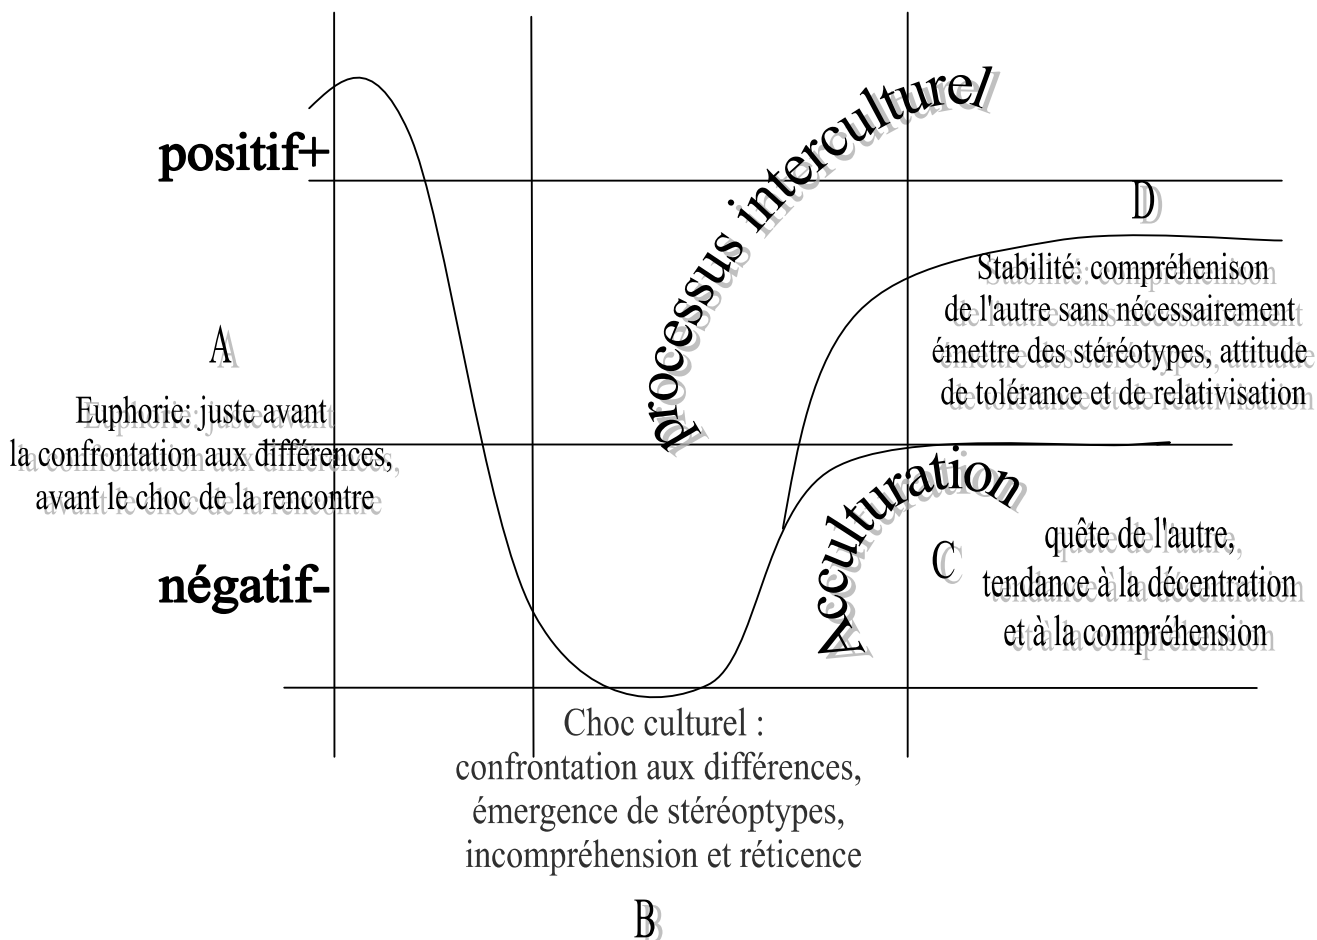 processus interculturel
positif+
D
Stabilité: compréhenison
de l'autre sans nécessairement
émettre des stéréotypes, attitude
de tolérance et de relativisation
A
Euphorie: juste avant
la confrontation aux différences,
avant le choc de la rencontre
Acculturation
négatif-
C
quête de l'autre,
tendance à la décentration
et à la compréhension
Choc culturel :
confrontation aux différences,
émergence de stéréoptypes,
incompréhension et réticence
B